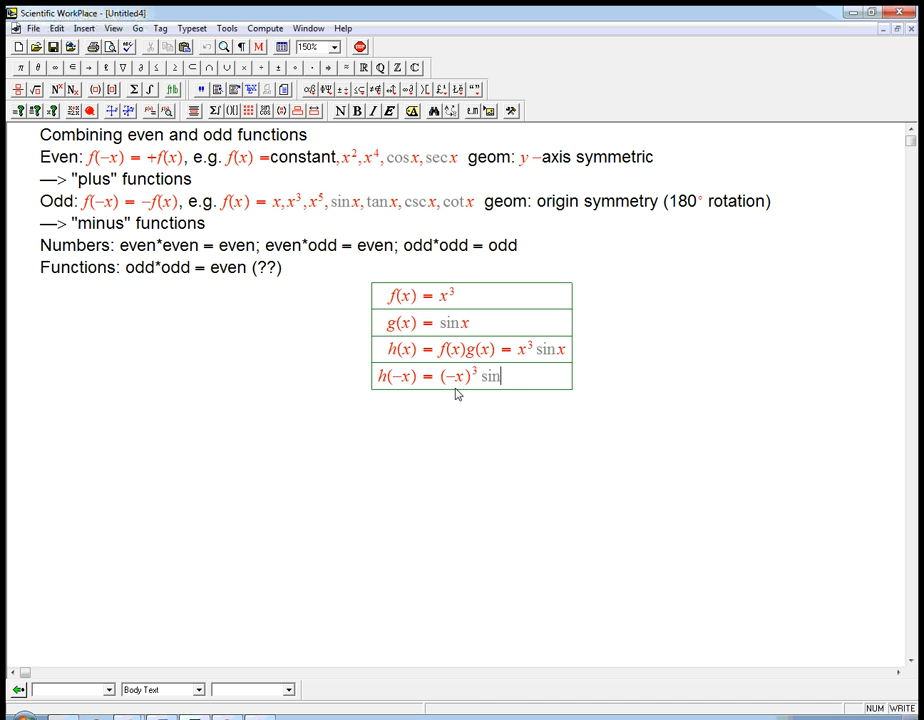 Scientific WorkPlace - [Untitled4]
File Edit Insert View Go Tag Typeset Tools Compute Window Help
150%
Combining even and odd functions
Even: f(−x) = +f(x), e.g. f(x) =constant, x², x⁴, cos x, sec x geom: y −axis symmetric
—> "plus" functions
Odd: f(−x) = −f(x), e.g. f(x) = x, x³, x⁵, sin x, tan x, csc x, cot x geom: origin symmetry (180° rotation)
—> "minus" functions
Numbers: even*even = even; even*odd = even; odd*odd = odd
Functions: odd*odd = even (??)
f(x) = x³
g(x) = sin x
h(x) = f(x)g(x) = x³ sin x
h(−x) = (−x)³ sin
Body Text
NUM WRITE